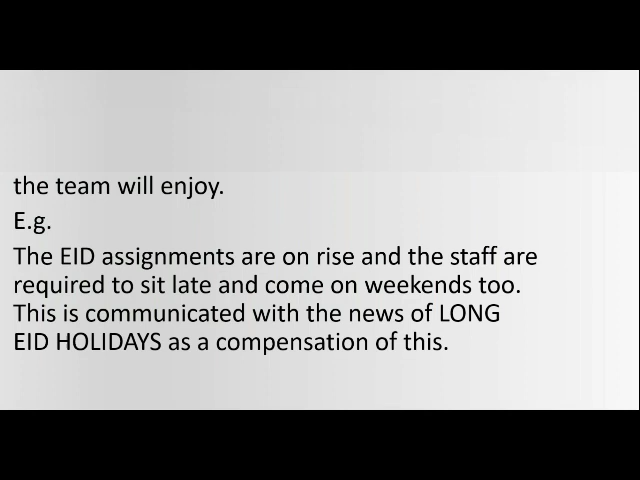 the team will enjoy.
E.g.
The EID assignments are on rise and the staff are
required to sit late and come on weekends too.
This is communicated with the news of LONG
EID HOLIDAYS as a compensation of this.